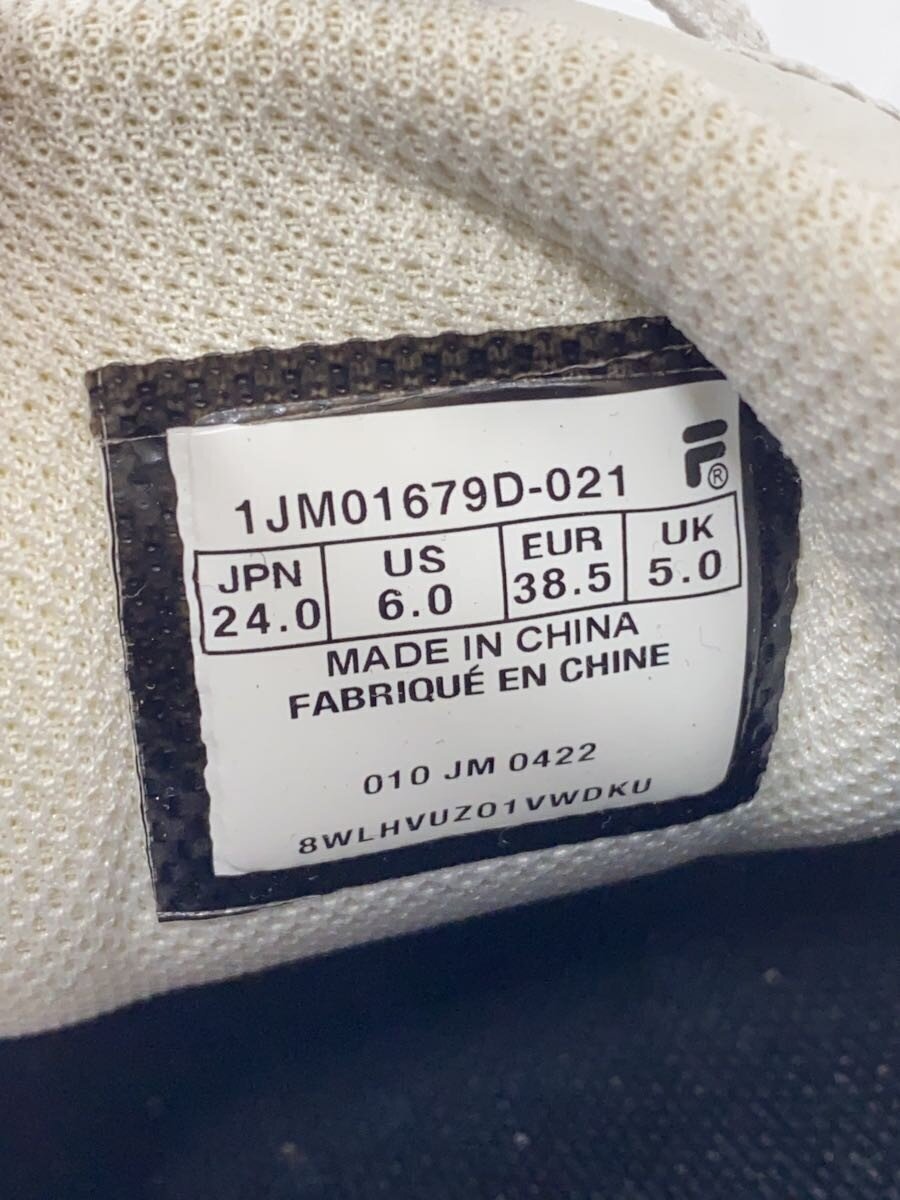 1JM01679D-021
®
JPN US EUR UK
24.0 6.0 38.5 5.0
MADE IN CHINA
FABRIQUÉ EN CHINE
010 JM 0422
8WLHVUZ01VWDKU